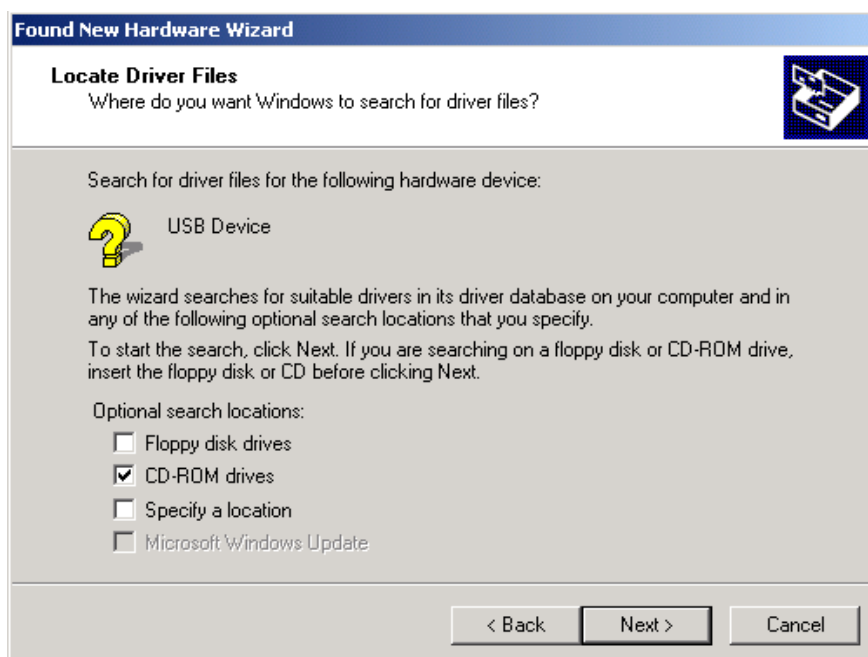 Found New Hardware Wizard
Locate Driver Files
Where do you want Windows to search for driver files?
Search for driver files for the following hardware device:
USB Device
The wizard searches for suitable drivers in its driver database on your computer and in
any of the following optional search locations that you specify.
To start the search, click Next. If you are searching on a floppy disk or CD-ROM drive,
insert the floppy disk or CD before clicking Next.
Optional search locations:
Floppy disk drives
CD-ROM drives
Specify a location
Microsoft Windows Update
< Back Next > Cancel